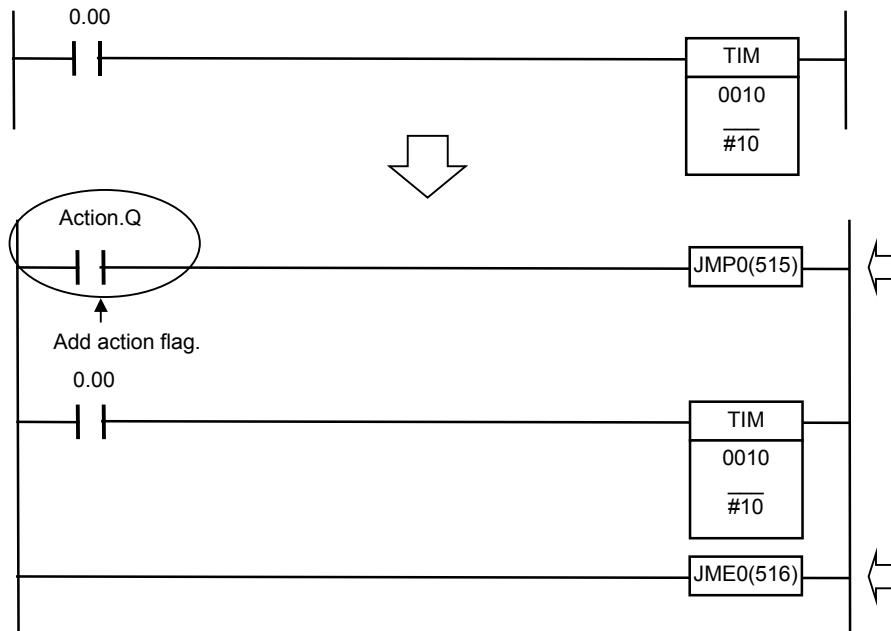 0.00
TIM
0010
#10
Action.Q
JMP0(515)
Add action flag.
0.00
TIM
0010
#10
JME0(516)